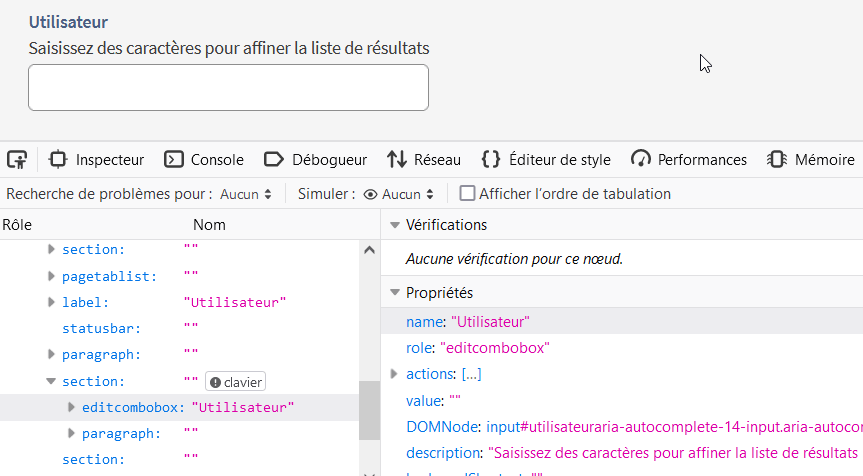 Utilisateur
Saisissez des caractères pour affiner la liste de résultats
Inspecteur Console Débogueur Réseau Éditeur de style Performances Mémoire
Recherche de problèmes pour : Aucun Simuler : Aucun Afficher l'ordre de tabulation
Rôle Nom
Vérifications
section: ""
Aucune vérification pour ce nœud.
pagetablist: ""
Propriétés
label: "Utilisateur"
name: "Utilisateur"
statusbar: ""
role: "editcombobox"
paragraph: ""
actions: […]
section: "" clavier
value: ""
editcombobox: "Utilisateur"
DOMNode: input#utilisateuraria-autocomplete-14-input.aria-autocor
paragraph: ""
description: "Saisissez des caractères pour affiner la liste de résultats
section: ""